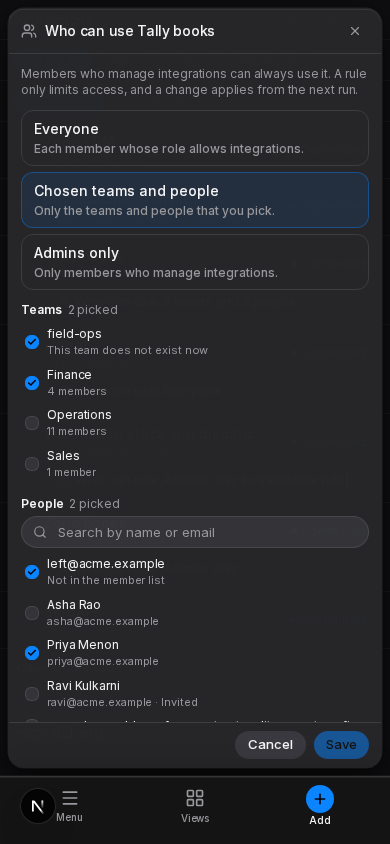 Who can use Tally books
Members who manage integrations can always use it. A rule
only limits access, and a change applies from the next run.
Everyone
Each member whose role allows integrations.
Chosen teams and people
Only the teams and people that you pick.
Admins only
Only members who manage integrations.
Teams 2 picked
field-ops
This team does not exist now
Finance
4 members
Operations
11 members
Sales
1 member
People 2 picked
Search by name or email
left@acme.example
Not in the member list
Asha Rao
asha@acme.example
Priya Menon
priya@acme.example
Ravi Kulkarni
ravi@acme.example · Invited
Cancel
Save
N
Menu
Views
Add